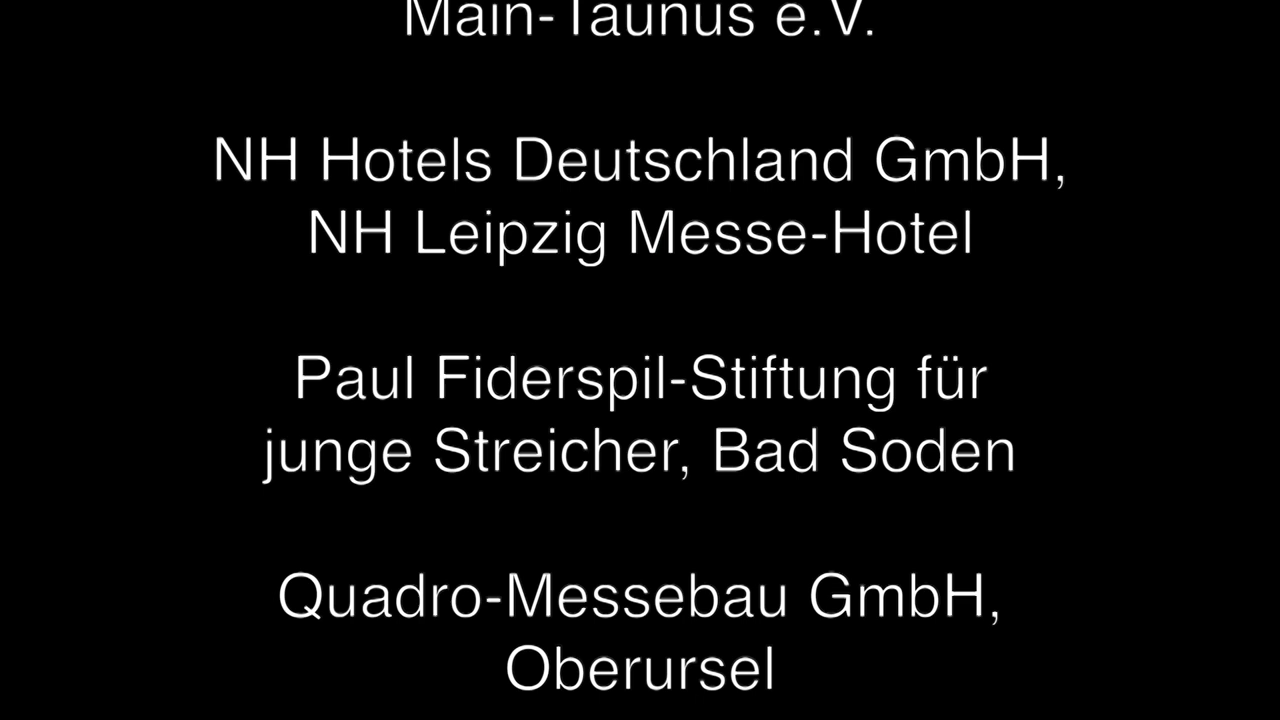 Main-Taunus e.V.
NH Hotels Deutschland GmbH,
NH Leipzig Messe-Hotel
Paul Fiderspil-Stiftung für
junge Streicher, Bad Soden
Quadro-Messebau GmbH,
Oberursel